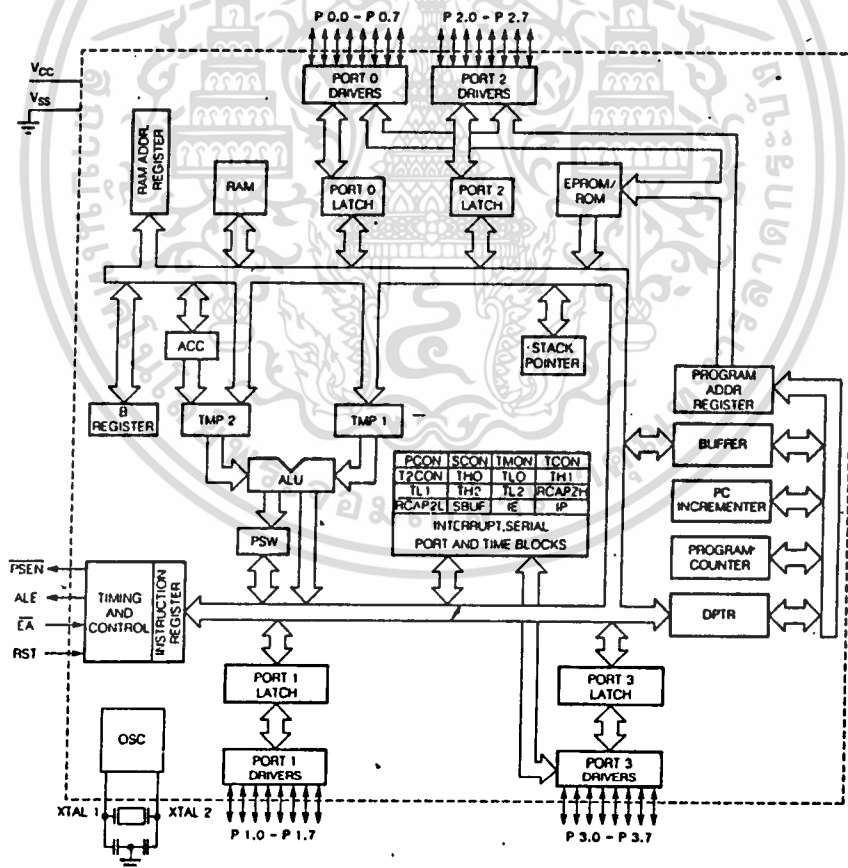 P 0.0 - P 0.7
P 2.0 - P 2.7
VCC
VSS
PORT 0
DRIVERS
PORT 2
DRIVERS
RAM ADDR.
REGISTER
RAM
PORT 0
LATCH
PORT 2
LATCH
EPROM/
ROM
ACC
STACK
POINTER
B
REGISTER
TMP 2
TMP 1
PROGRAM
ADDR
REGISTER
BUFFER
ALU
PCON SCON TMON TCON
T2CON TH0 TL0 TH1
TL1 TH2 TL2 RCAP2H
RCAP2L SBUF IE IP
INTERRUPT,SERIAL
PORT AND TIME BLOCKS
PC
INCREMENTER
PSW
PROGRAM
COUNTER
PSEN
ALE
EA
RST
TIMING
AND
CONTROL
INSTRUCTION
REGISTER
DPTR
PORT 1
LATCH
PORT 3
LATCH
OSC
PORT 1
DRIVERS
PORT 3
DRIVERS
XTAL 1
XTAL 2
P 1.0 - P 1.7
P 3.0 - P 3.7